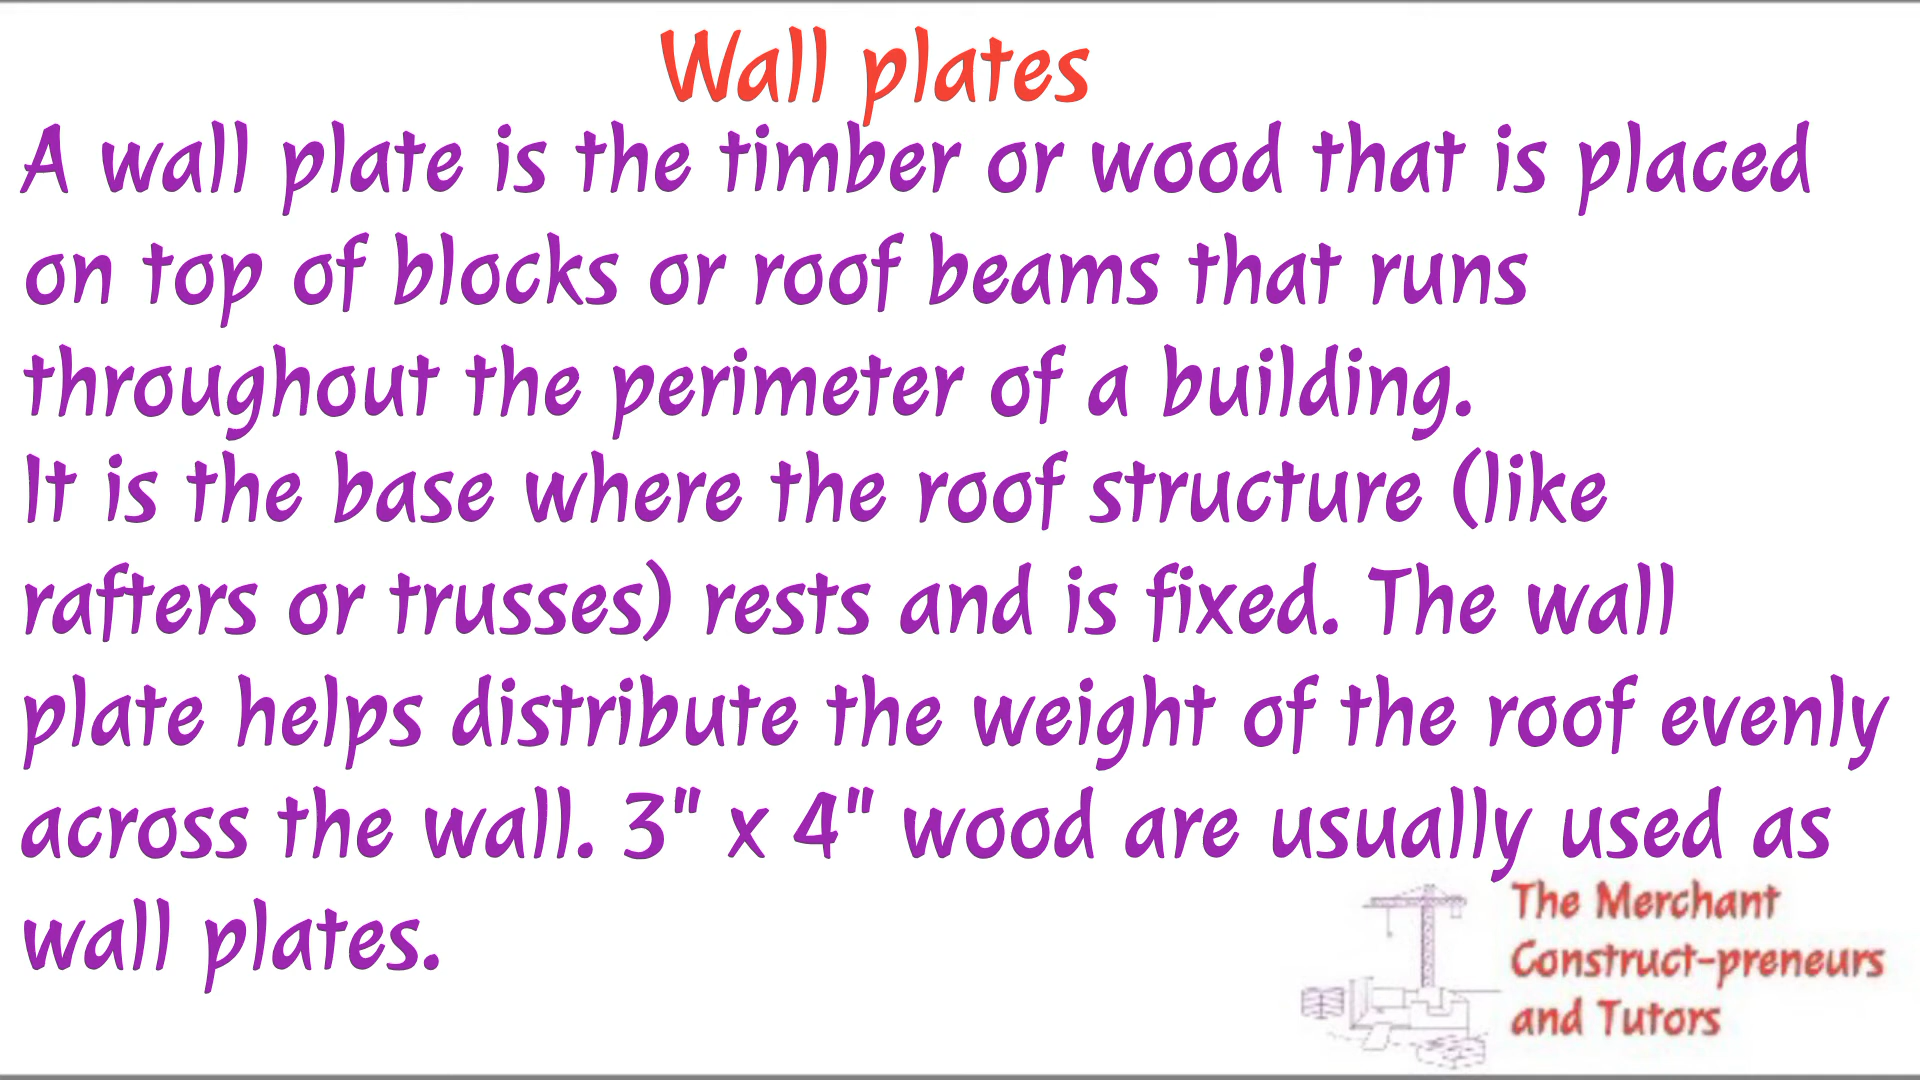 Wall plates
A wall plate is the timber or wood that is placed
on top of blocks or roof beams that runs
throughout the perimeter of a building.
It is the base where the roof structure (like
rafters or trusses) rests and is fixed. The wall
plate helps distribute the weight of the roof evenly
across the wall. 3" x 4" wood are usually used as
wall plates.
The Merchant
Construct-preneurs
and Tutors